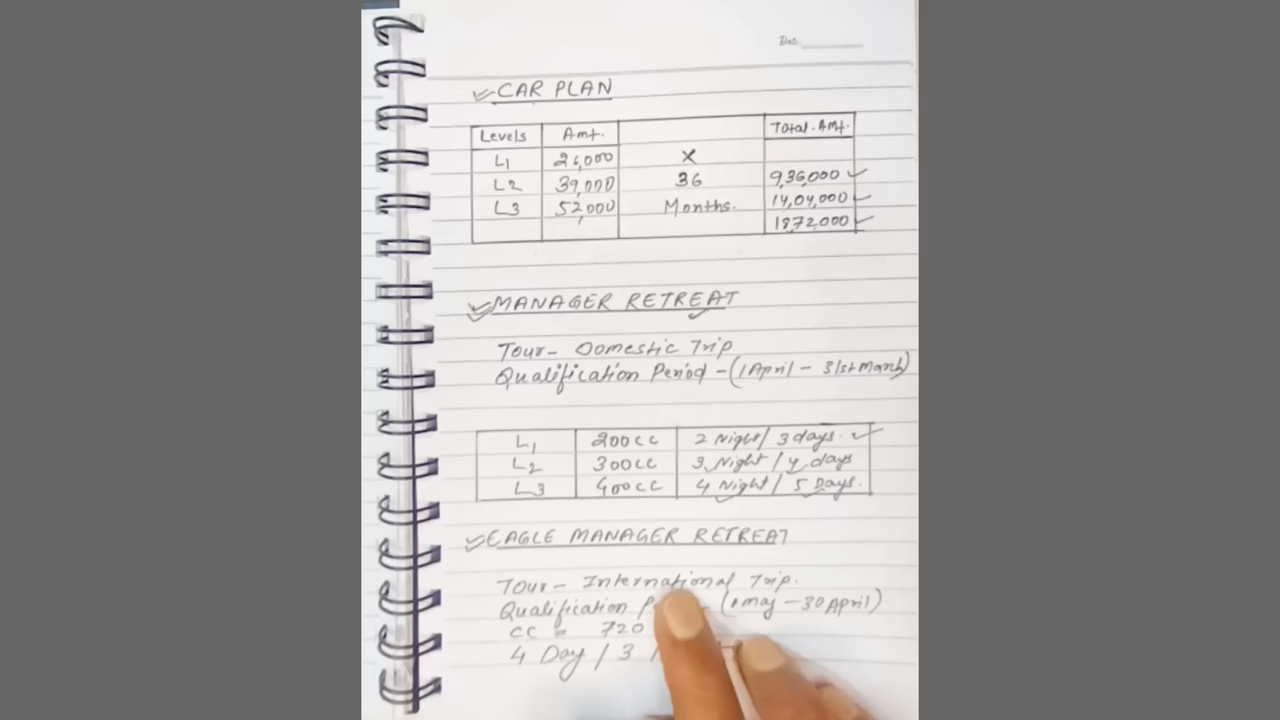 Date
CAR PLAN
Levels Amt. Total. Amt.
L1 26,000 X
L2 39,000 36 9,36,000
L3 52,000 Months. 14,04,000
18,72,000
MANAGER RETREAT
Tour- Domestic Trip
Qualification Period - (1 April - 31st March)
L1 200cc 2 Night / 3 days.
L2 300cc 3 Night / 4 days
L3 400cc 4 Night / 5 Days.
EAGLE MANAGER RETREAT
Tour- International Trip.
Qualification (1 may - 30 April)
CC = 720
4 Day / 3